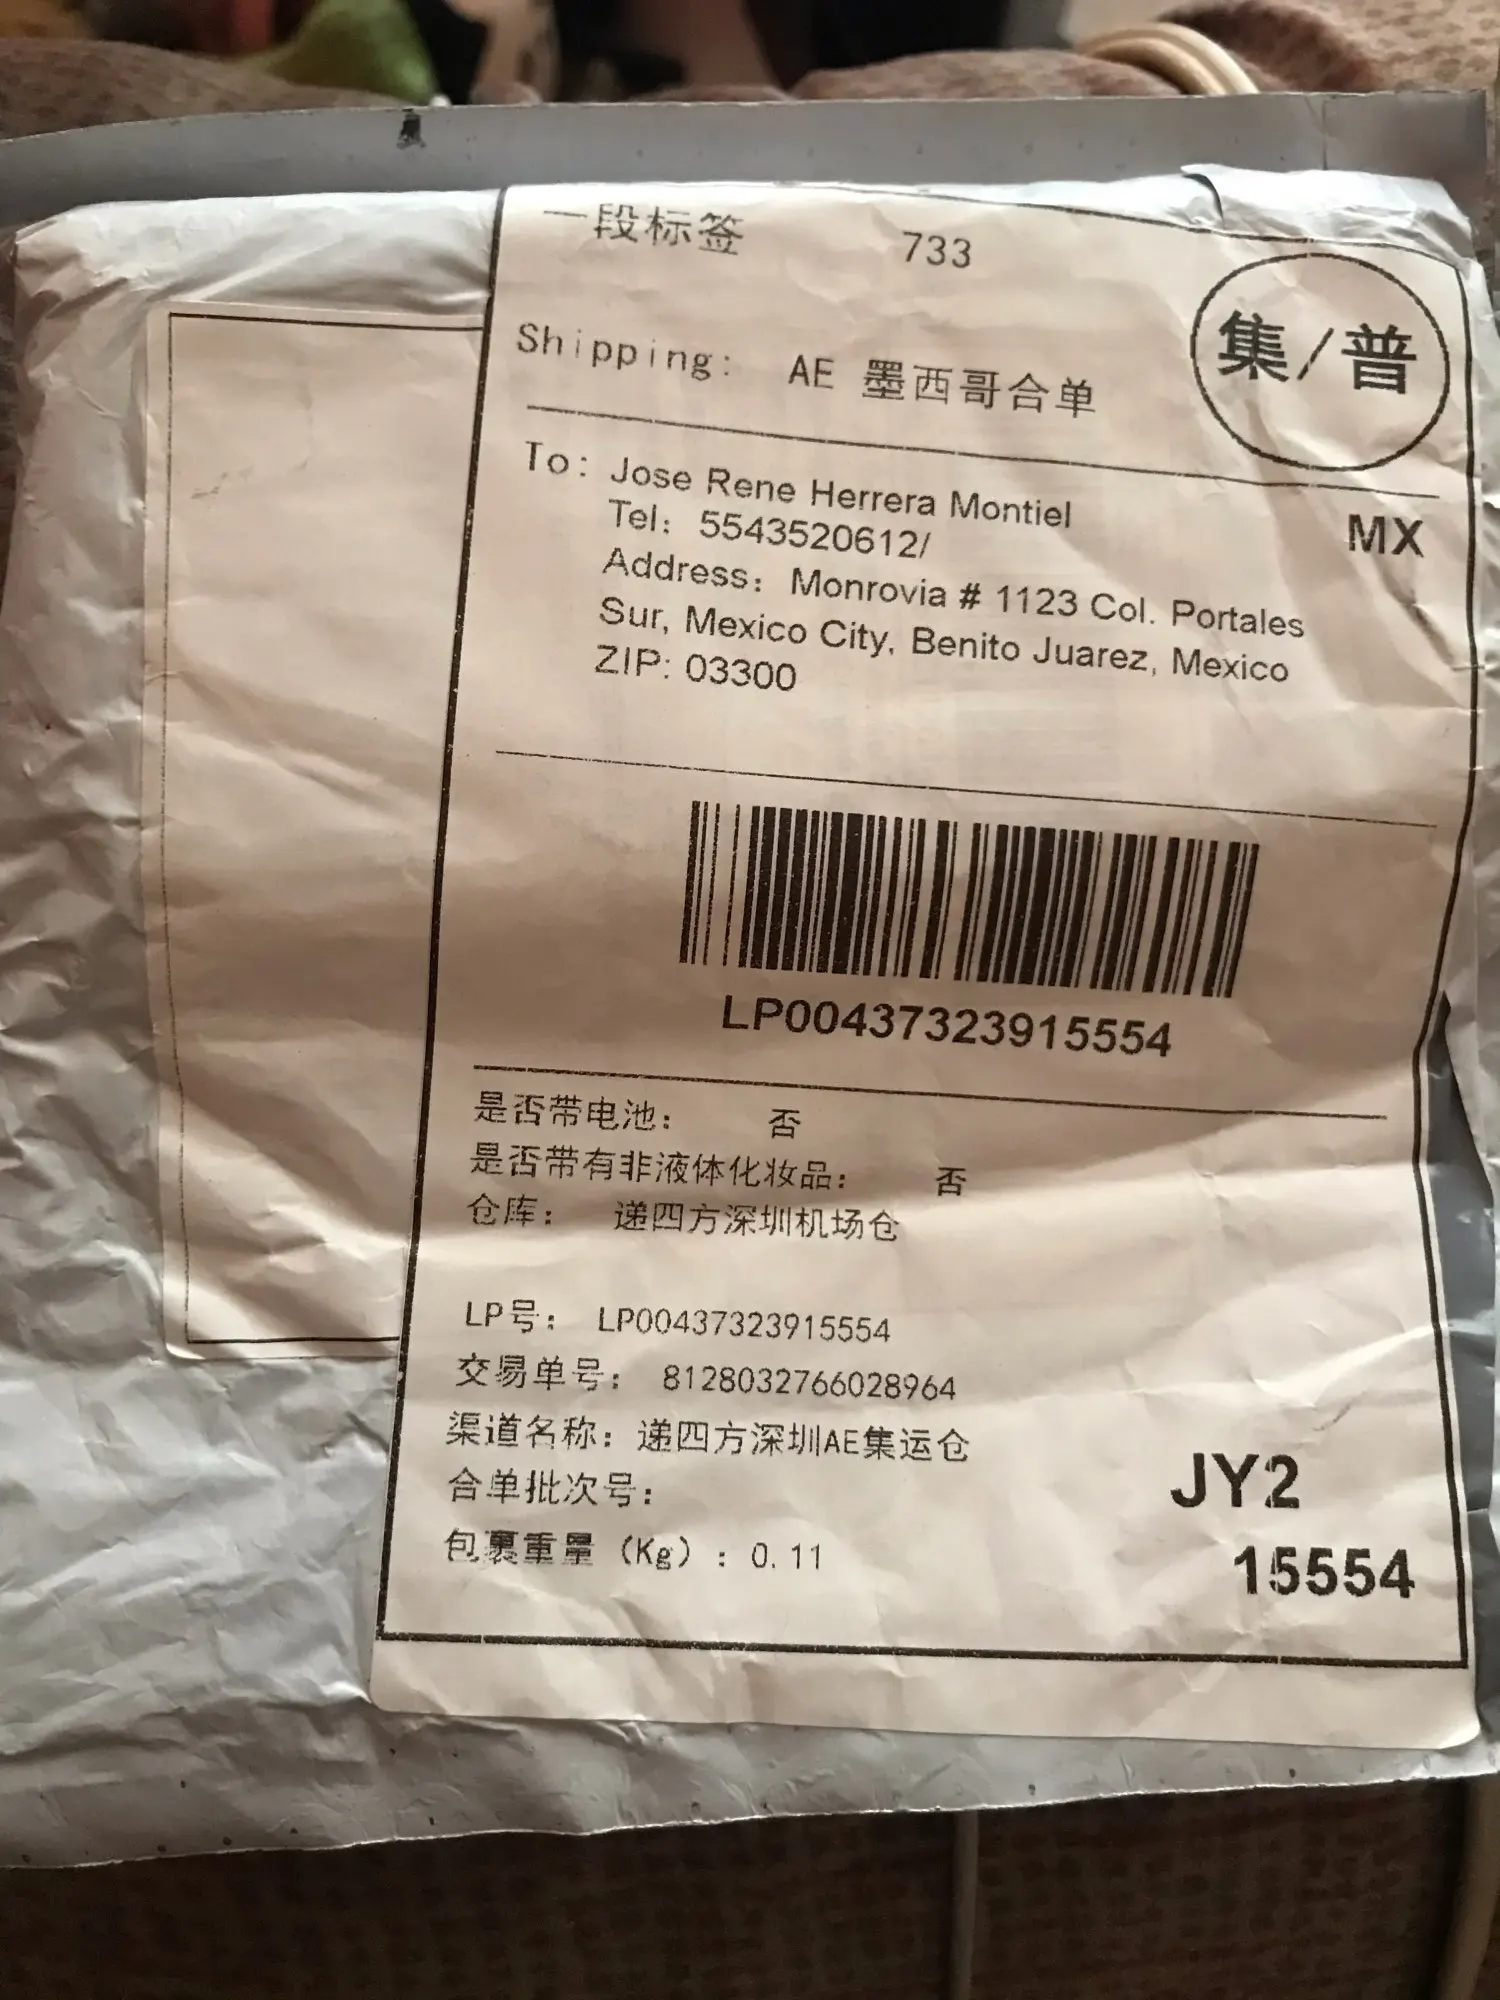 一段标签 733
集/普
Shipping: AE 墨西哥合单
To: Jose Rene Herrera Montiel
Tel: 5543520612/
MX
Address: Monrovia # 1123 Col. Portales
Sur, Mexico City, Benito Juarez, Mexico
ZIP: 03300
LP00437323915554
是否带电池: 否
是否带有非液体化妆品: 否
仓库: 递四方深圳机场仓
LP号: LP00437323915554
交易单号: 8128032766028964
渠道名称: 递四方深圳AE集运仓
合单批次号:
包裹重量 (Kg) : 0.11
JY2
15554